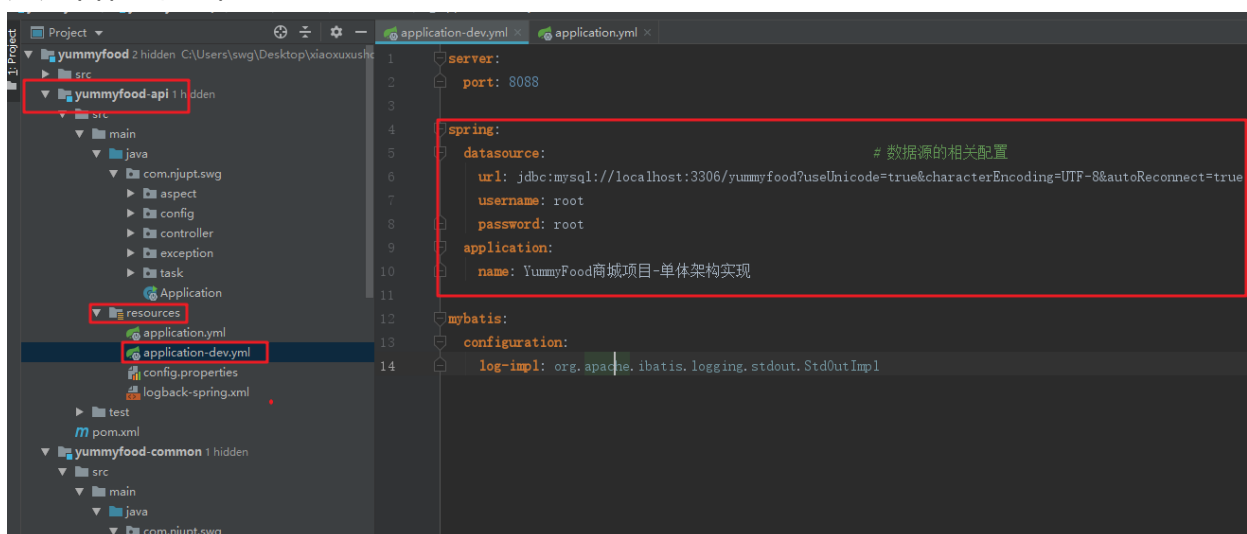 1: Project
Project
yummyfood 2 hidden C:\Users\swg\Desktop\xiaoxuxusho
src
yummyfood-api 1 hidden
src
main
java
com.njupt.swg
aspect
config
controller
exception
task
Application
resources
application.yml
application-dev.yml
config.properties
logback-spring.xml
test
pom.xml
yummyfood-common 1 hidden
src
main
java
com.njupt.swg
application-dev.yml
application.yml
1 server:
2 port: 8088
3
4 spring:
5 datasource: # 数据源的相关配置
6 url: jdbc:mysql://localhost:3306/yummyfood?useUnicode=true&characterEncoding=UTF-8&autoReconnect=true
7 username: root
8 password: root
9 application:
10 name: YummyFood商城项目-单体架构实现
11
12 mybatis:
13 configuration:
14 log-impl: org.apache.ibatis.logging.stdout.StdOutImpl